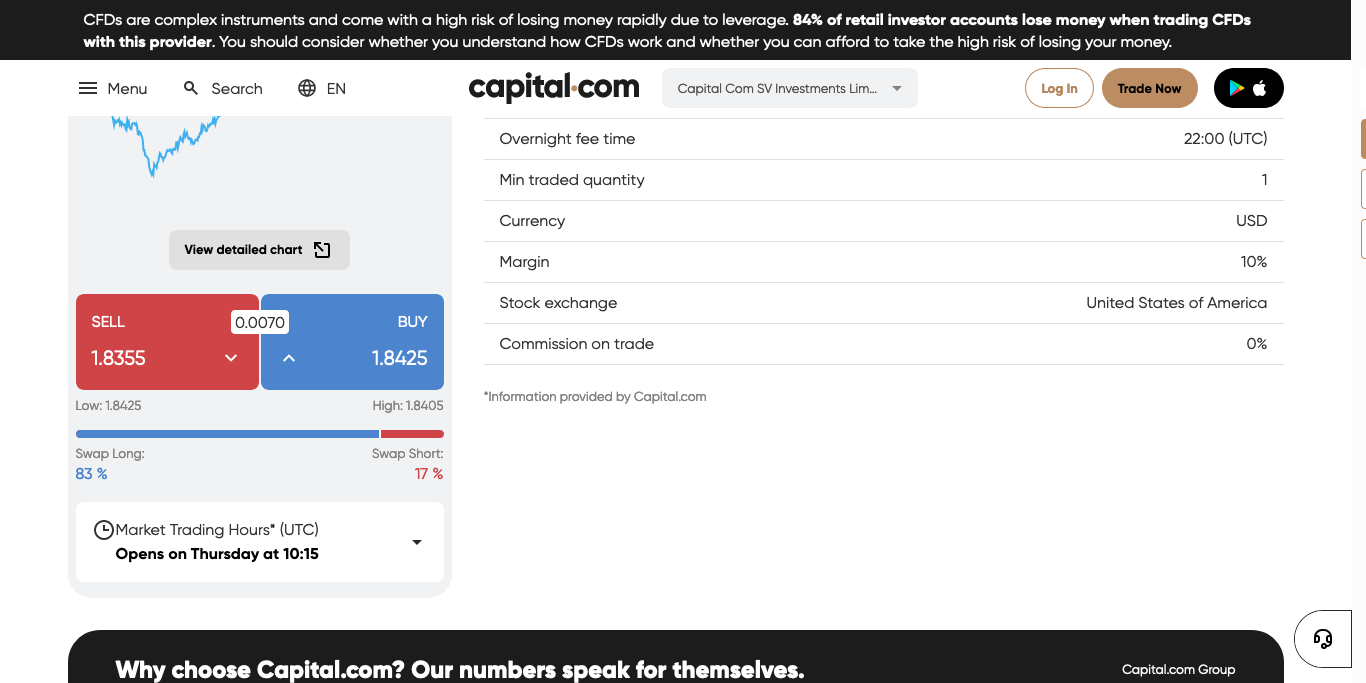 CFDs are complex instruments and come with a high risk of losing money rapidly due to leverage. 84% of retail investor accounts lose money when trading CFDs
with this provider. You should consider whether you understand how CFDs work and whether you can afford to take the high risk of losing your money.
Menu
Search
EN
capital.com
Capital Com SV Investments Lim...
Log In
Trade Now
View detailed chart
SELL
0.0070
BUY
1.8355
1.8425
Low: 1.8425
High: 1.8405
Swap Long:
Swap Short:
83 %
17 %
Market Trading Hours* (UTC)
Opens on Thursday at 10:15
Overnight fee time
22:00 (UTC)
Min traded quantity
1
Currency
USD
Margin
10%
Stock exchange
United States of America
Commission on trade
0%
*Information provided by Capital.com
Why choose Capital.com? Our numbers speak for themselves.
Capital.com Group